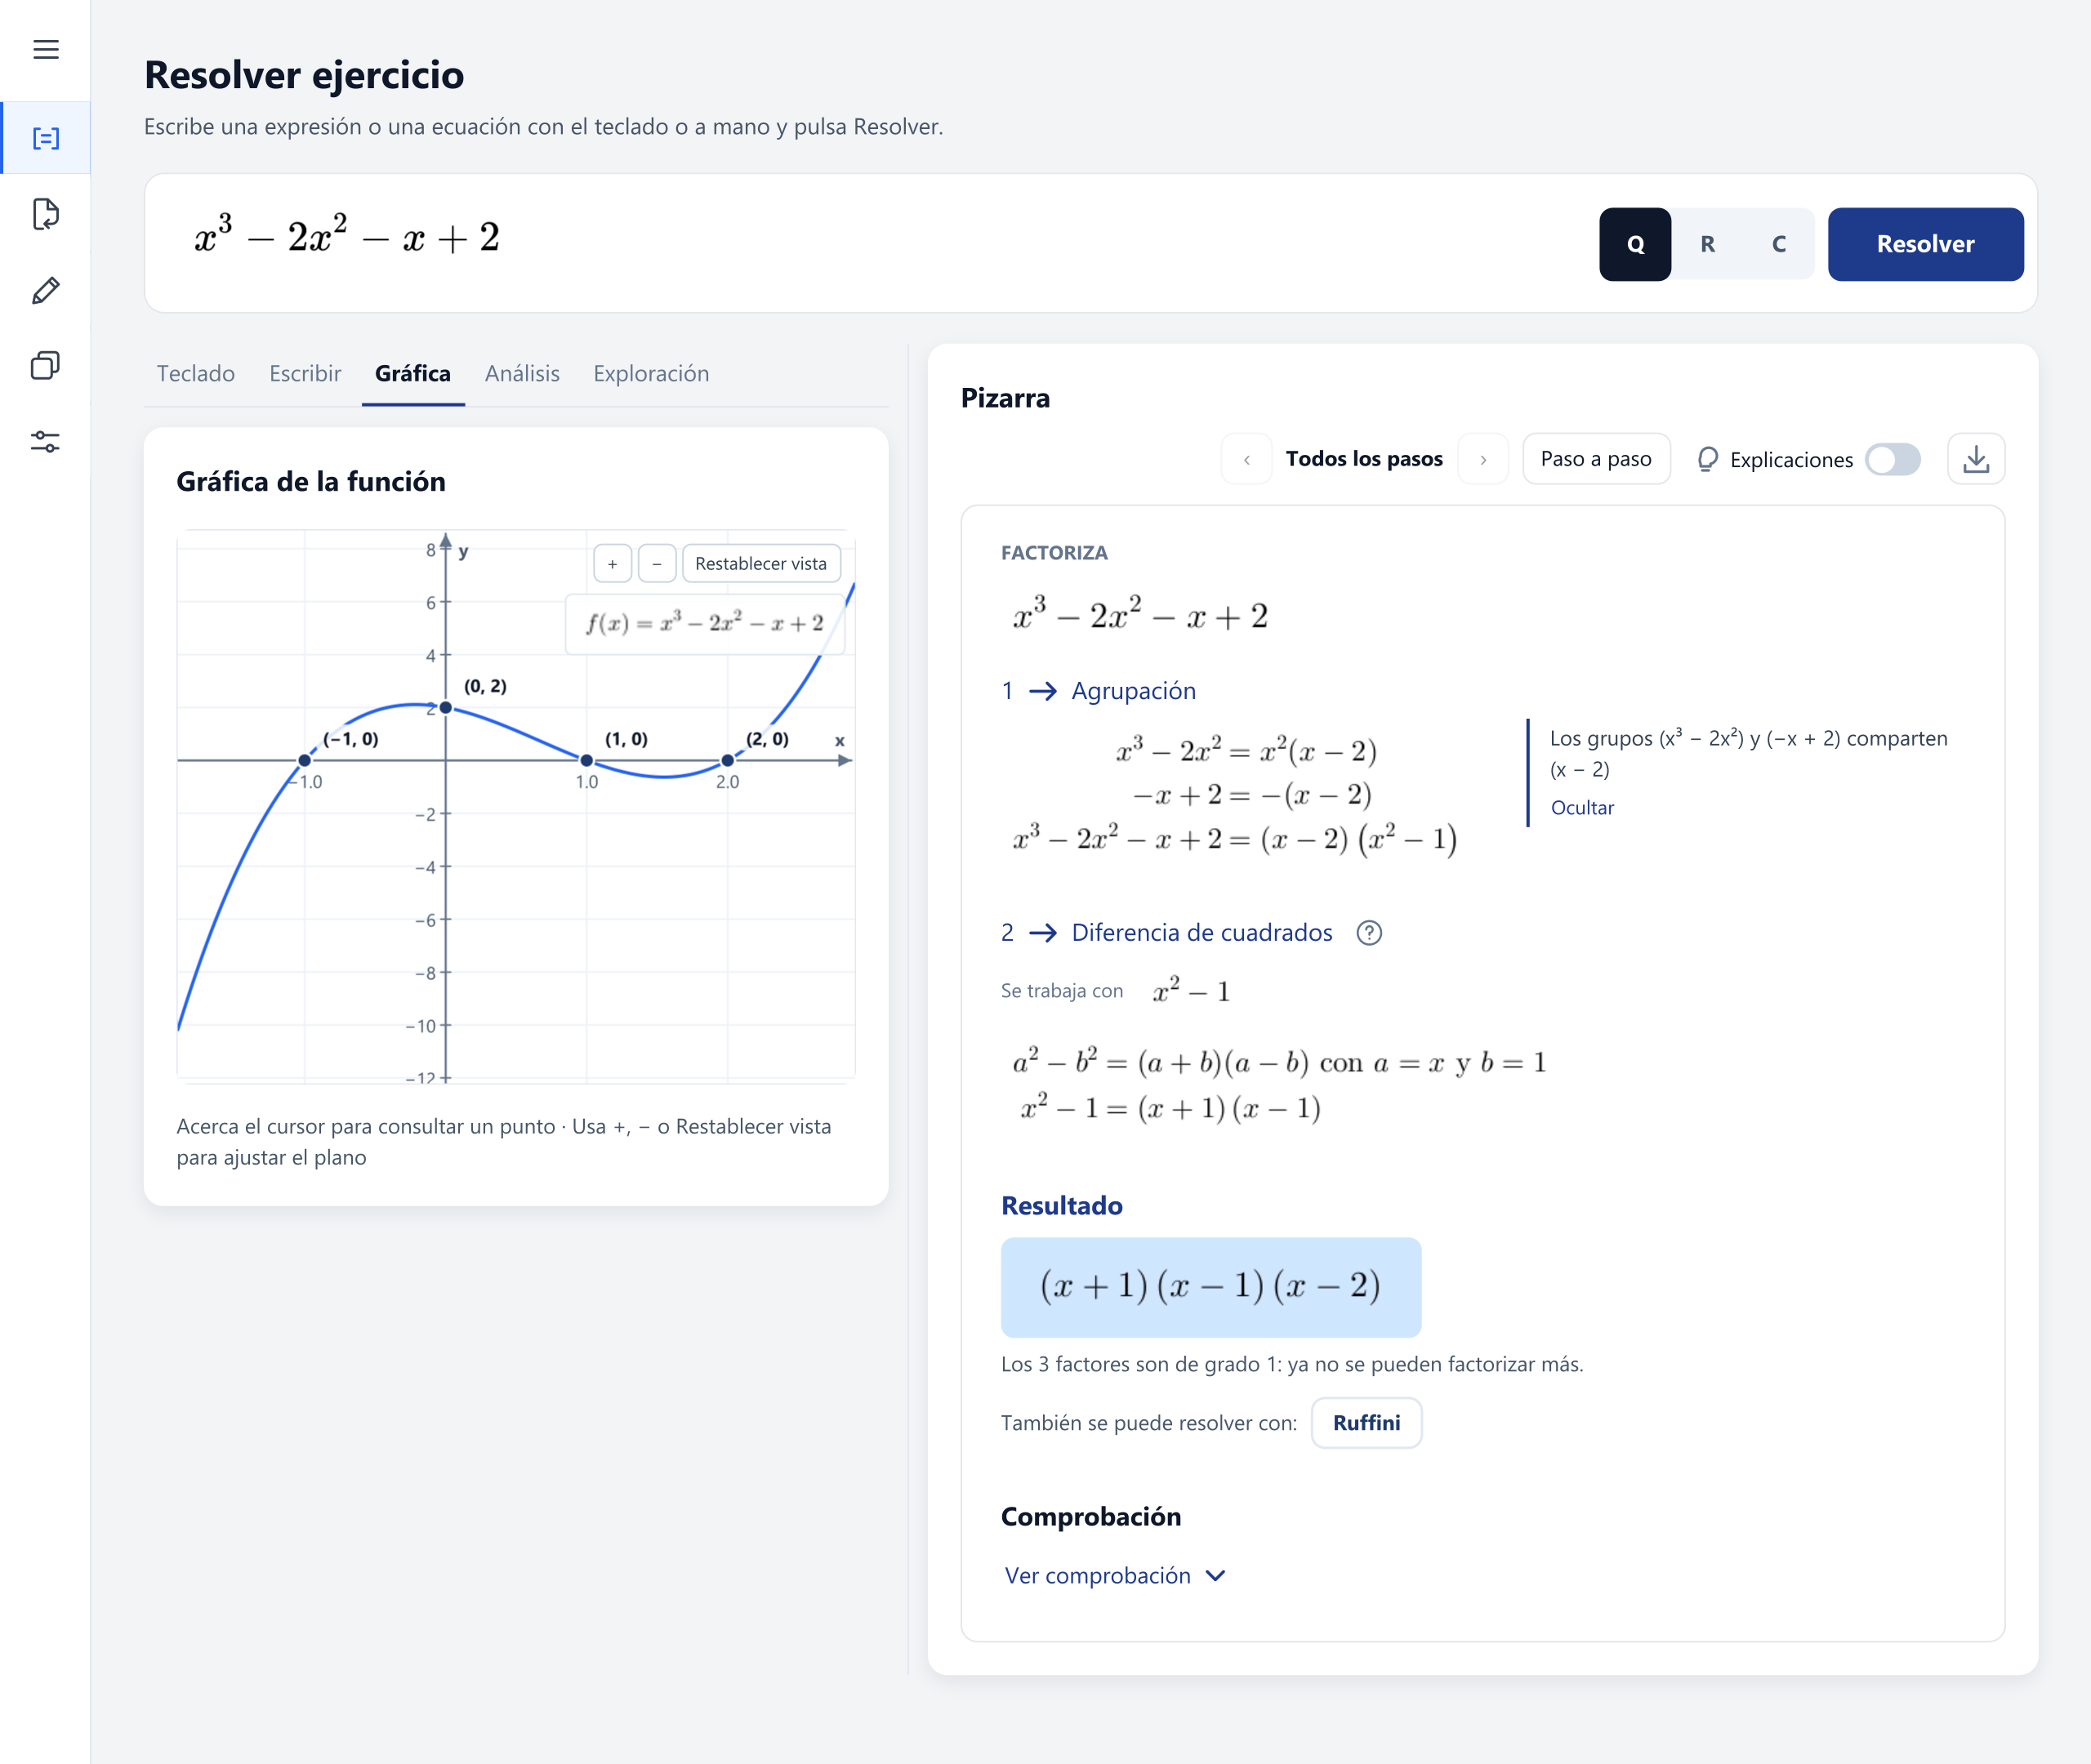 Resolver ejercicio
Escribe una expresión o una ecuación con el teclado o a mano y pulsa Resolver.
x³ − 2x² − x + 2
Q R C Resolver
Teclado Escribir Gráfica Análisis Exploración
Gráfica de la función
+ − Restablecer vista
f(x) = x³ − 2x² − x + 2
y
x
8
6
4
2
−2
−4
−6
−8
−10
−12
−1.0 1.0 2.0
(0, 2)
(−1, 0) (1, 0) (2, 0)
Acerca el cursor para consultar un punto · Usa +, − o Restablecer vista
para ajustar el plano
Pizarra
‹ Todos los pasos › Paso a paso Explicaciones
FACTORIZA
x³ − 2x² − x + 2
1 → Agrupación
x³ − 2x² = x²(x − 2)
−x + 2 = −(x − 2)
x³ − 2x² − x + 2 = (x − 2) (x² − 1)
Los grupos (x³ − 2x²) y (−x + 2) comparten
(x − 2)
Ocultar
2 → Diferencia de cuadrados ?
Se trabaja con x² − 1
a² − b² = (a + b)(a − b) con a = x y b = 1
x² − 1 = (x + 1) (x − 1)
Resultado
(x + 1) (x − 1) (x − 2)
Los 3 factores son de grado 1: ya no se pueden factorizar más.
También se puede resolver con: Ruffini
Comprobación
Ver comprobación